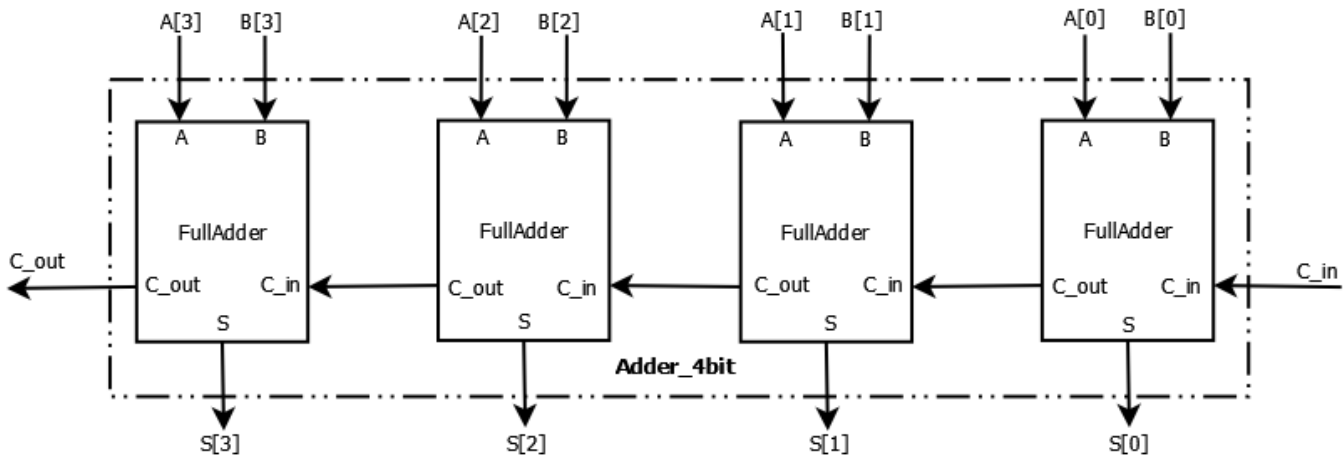 A[3] B[3] A[2] B[2] A[1] B[1] A[0] B[0]
A B A B A B A B
FullAdder FullAdder FullAdder FullAdder
C_out C_out C_in C_out C_in C_out C_in C_out C_in C_in
S S S S
Adder_4bit
S[3] S[2] S[1] S[0]